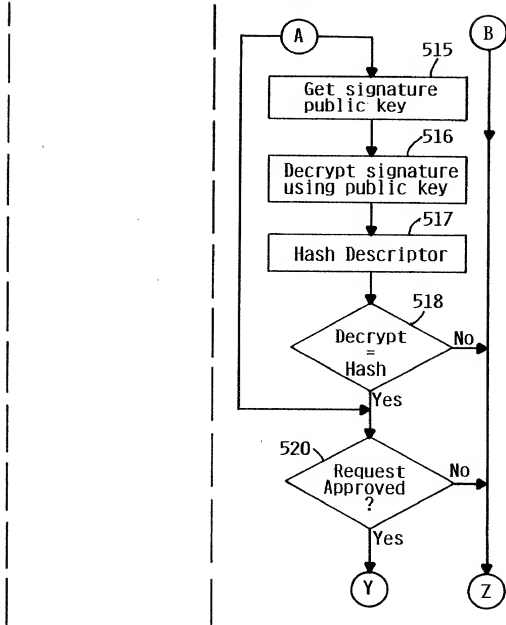 A
B
515
Get signature
public key
516
Decrypt signature
using public key
517
Hash Descriptor
518
Decrypt
=
Hash
No
Yes
520
Request
Approved
?
No
Yes
Y
Z